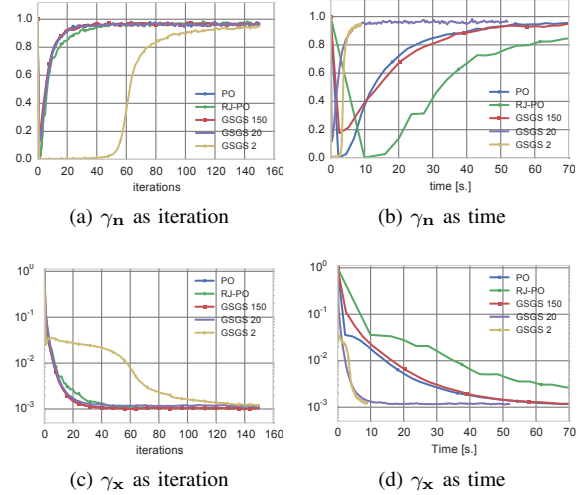 1.0
0.8
0.6
0.4
0.2
0.0
0 20 40 60 80 100 120 140 160
iterations
PO
RJ-PO
GSGS 150
GSGS 20
GSGS 2
(a) γn as iteration
1.0
0.8
0.6
0.4
0.2
0.0
0 10 20 30 40 50 60 70
time [s.]
PO
RJ-PO
GSGS 150
GSGS 20
GSGS 2
(b) γn as time
10^0
10^-1
10^-2
10^-3
0 20 40 60 80 100 120 140 160
iterations
PO
RJ-PO
GSGS 150
GSGS 20
GSGS 2
(c) γx as iteration
10^0
10^-1
10^-2
10^-3
0 10 20 30 40 50 60 70
Time [s.]
PO
RJ-PO
GSGS 150
GSGS 20
GSGS 2
(d) γx as time